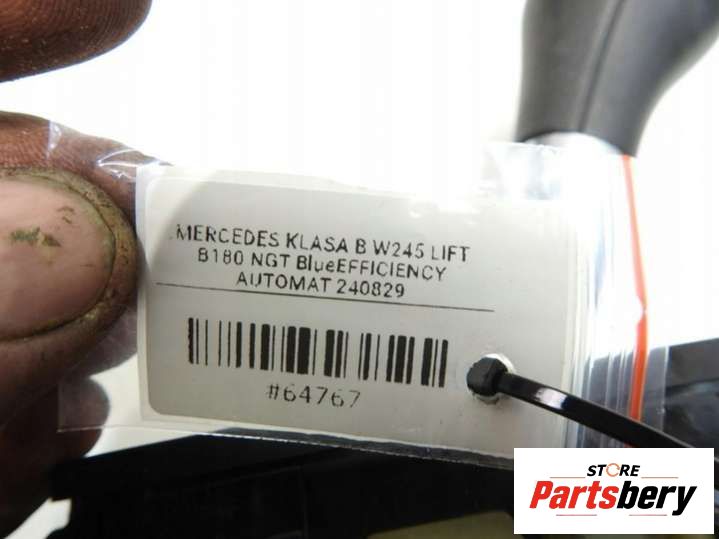 MERCEDES KLASA B W245 LIFT
B180 NGT BlueEFFICIENCY
AUTOMAT 240829
#64767
STORE
Partsbery